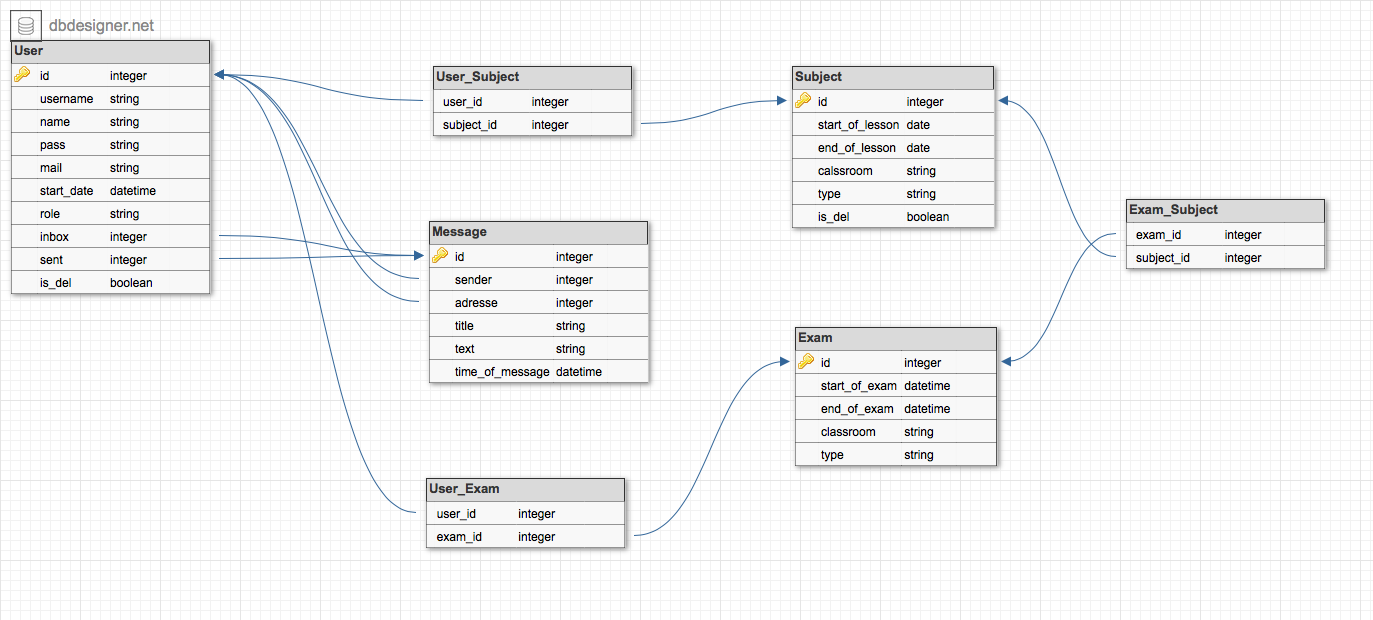 dbdesigner.net
User
id integer
username string
name string
pass string
mail string
start_date datetime
role string
inbox integer
sent integer
is_del boolean
User_Subject
user_id integer
subject_id integer
Message
id integer
sender integer
adresse integer
title string
text string
time_of_message datetime
User_Exam
user_id integer
exam_id integer
Subject
id integer
start_of_lesson date
end_of_lesson date
calssroom string
type string
is_del boolean
Exam
id integer
start_of_exam datetime
end_of_exam datetime
classroom string
type string
Exam_Subject
exam_id integer
subject_id integer